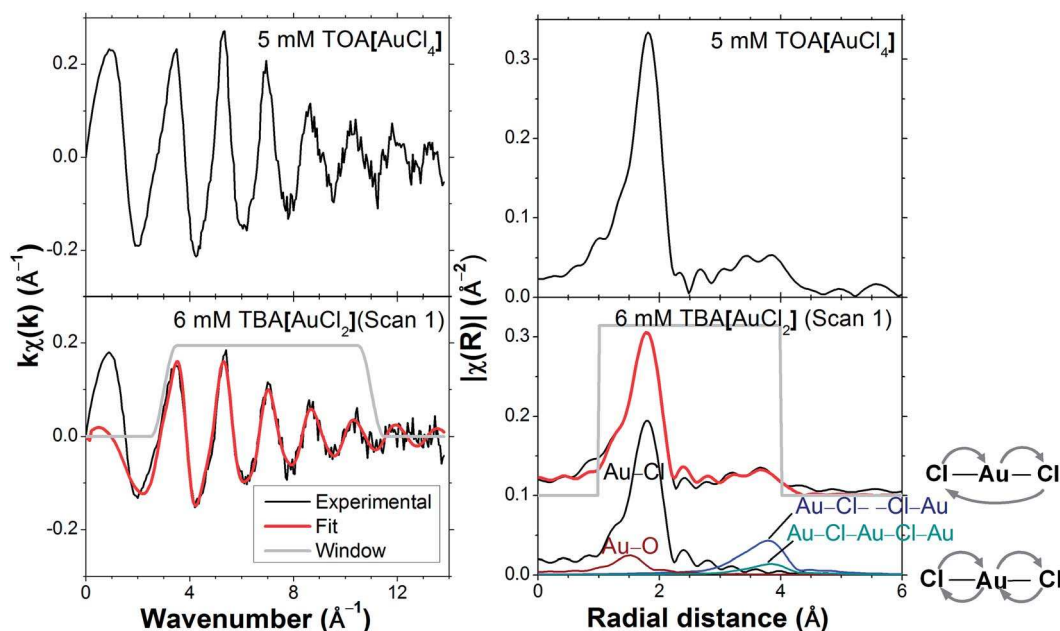 5 mM TOA[AuCl₄]
0.2
0.0
-0.2
6 mM TBA[AuCl₂](Scan 1)
0.2
0.0
-0.2
Experimental
Fit
Window
0 4 8 12
Wavenumber (Å⁻¹)
kχ(k) (Å⁻¹)
5 mM TOA[AuCl₄]
0.3
0.2
0.1
0.0
6 mM TBA[AuCl₂] (Scan 1)
0.3
0.2
Au–Cl
0.1
Au–Cl– –Cl–Au
Au–Cl–Au–Cl–Au
Au–O
0.0
0 1 2 3 4 5 6
Radial distance (Å)
|χ(R)| (Å⁻²)
Cl–Au–Cl
Cl–Au–Cl